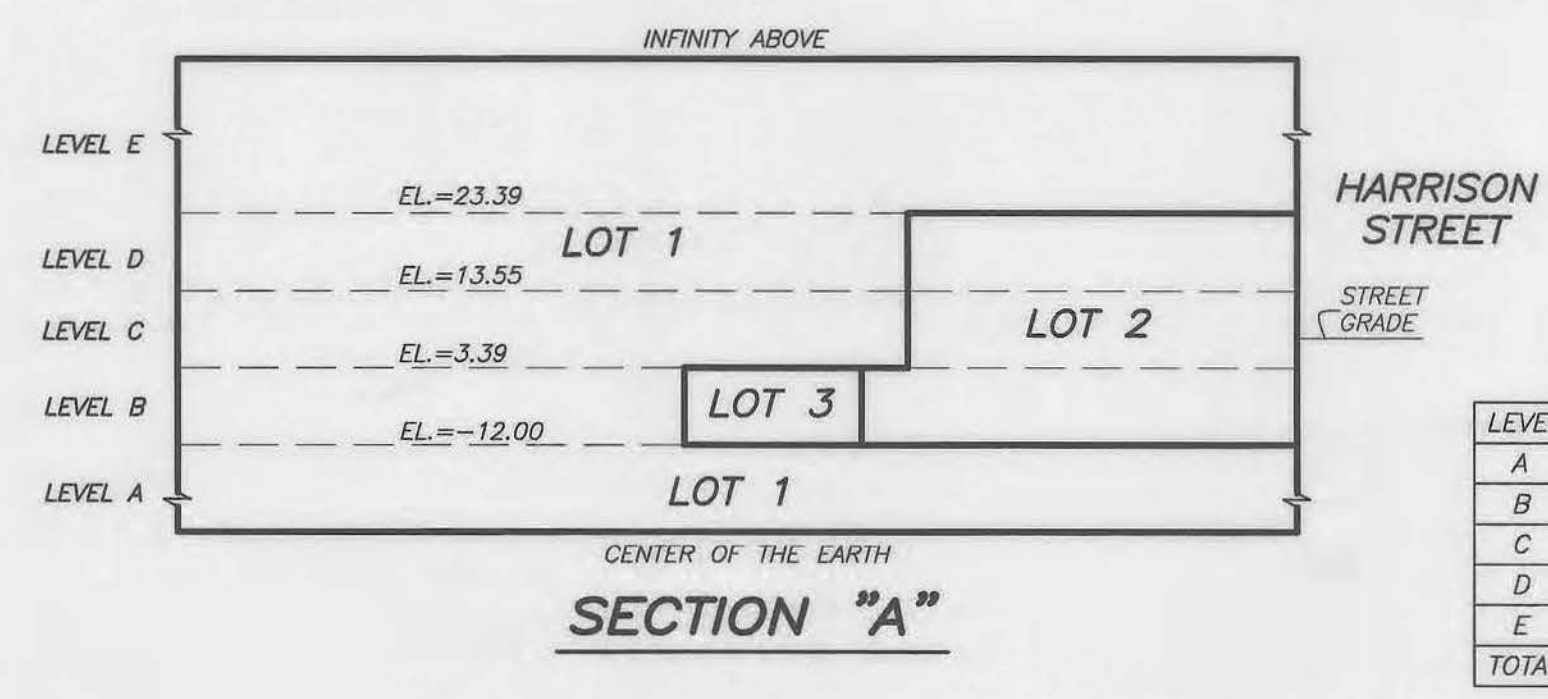 INFINITY ABOVE
LEVEL E
EL.=23.39
HARRISON
STREET
LOT 1
LEVEL D
EL.=13.55
STREET
GRADE
LOT 2
LEVEL C
EL.=3.39
LOT 3
LEVEL B
EL.=-12.00
LEVEL A
LOT 1
CENTER OF THE EARTH
SECTION "A"
A
B
C
D
E